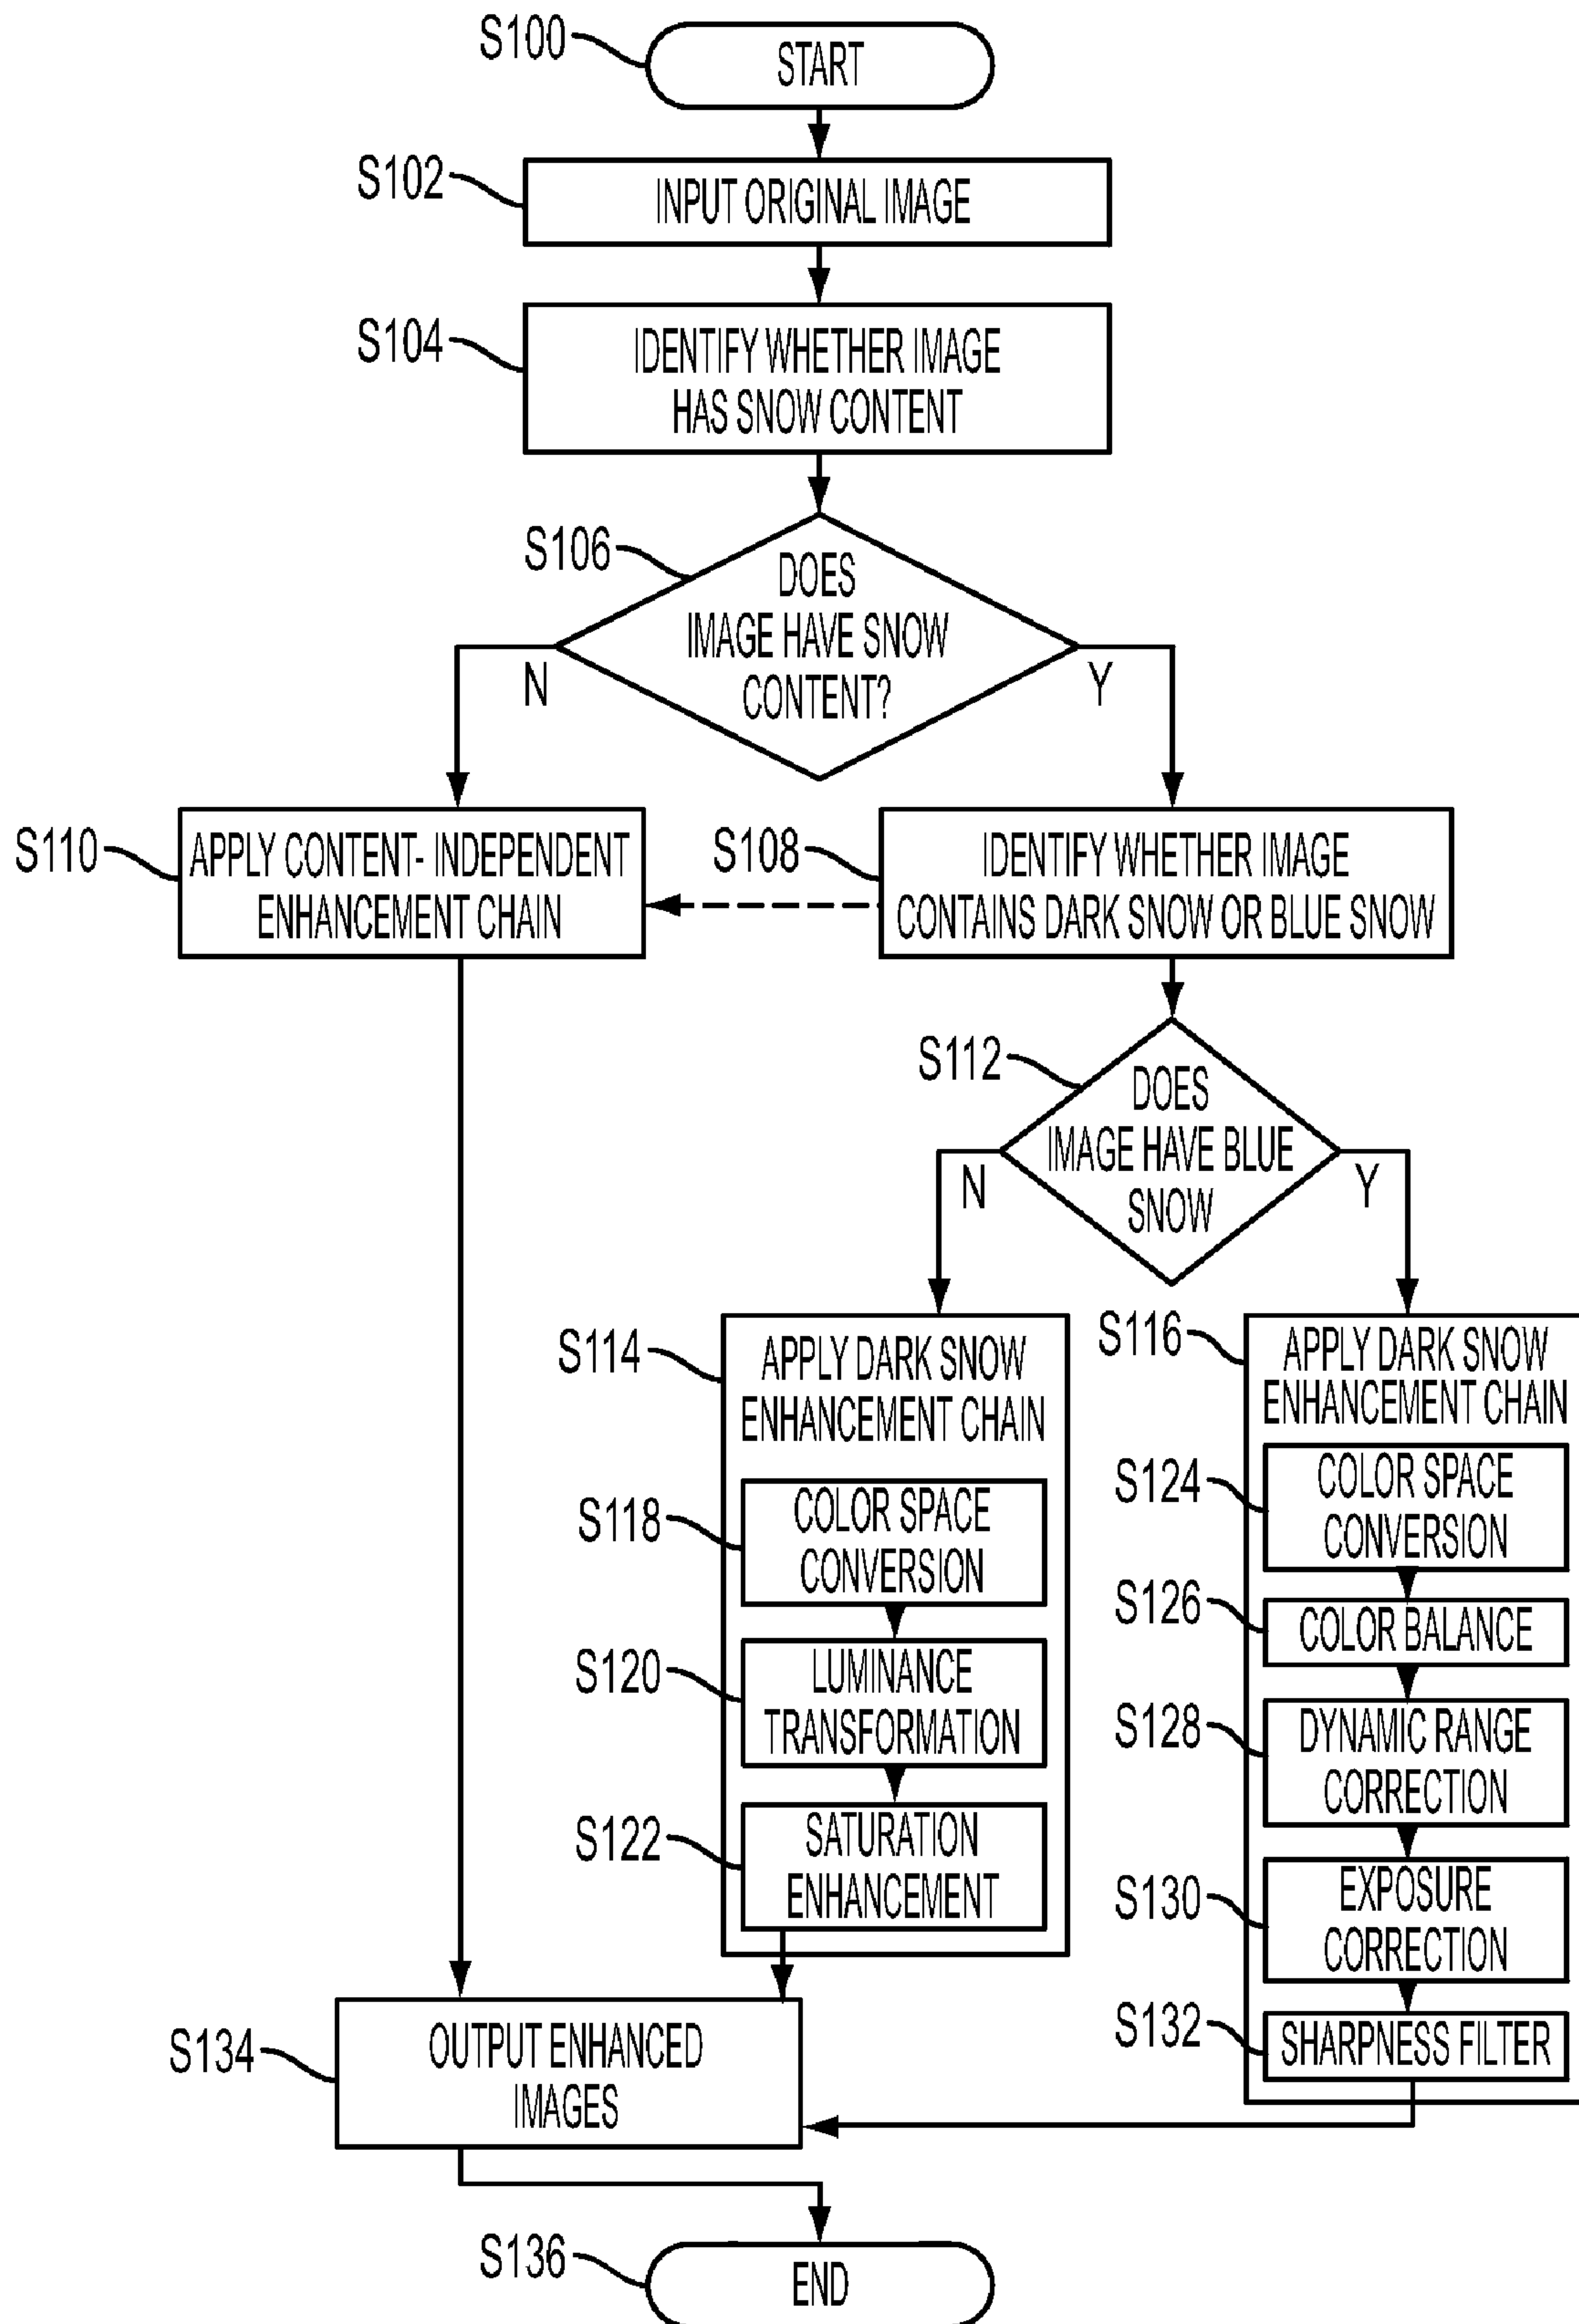 S100
START
S102
INPUT ORIGINAL IMAGE
S104
IDENTIFY WHETHER IMAGE
HAS SNOW CONTENT
S106
DOES
IMAGE HAVE SNOW
CONTENT?
N
Y
S110
APPLY CONTENT- INDEPENDENT
ENHANCEMENT CHAIN
S108
IDENTIFY WHETHER IMAGE
CONTAINS DARK SNOW OR BLUE SNOW
S112
DOES
IMAGE HAVE BLUE
SNOW
N
Y
S114
APPLY DARK SNOW
ENHANCEMENT CHAIN
S118
COLOR SPACE
CONVERSION
S120
LUMINANCE
TRANSFORMATION
S122
SATURATION
ENHANCEMENT
S116
APPLY DARK SNOW
ENHANCEMENT CHAIN
S124
COLOR SPACE
CONVERSION
S126
COLOR BALANCE
S128
DYNAMIC RANGE
CORRECTION
S130
EXPOSURE
CORRECTION
S132
SHARPNESS FILTER
S134
OUTPUT ENHANCED
IMAGES
S136
END